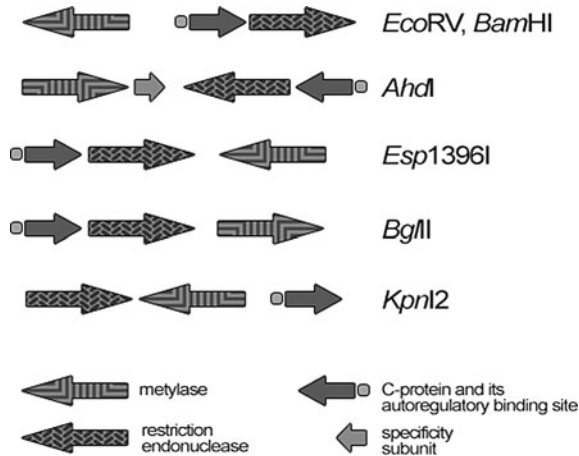 EcoRV, BamHI
AhdI
Esp1396I
BglII
KpnI2
metylase
C-protein and its
autoregulatory binding site
restriction
endonuclease
specificity
subunit